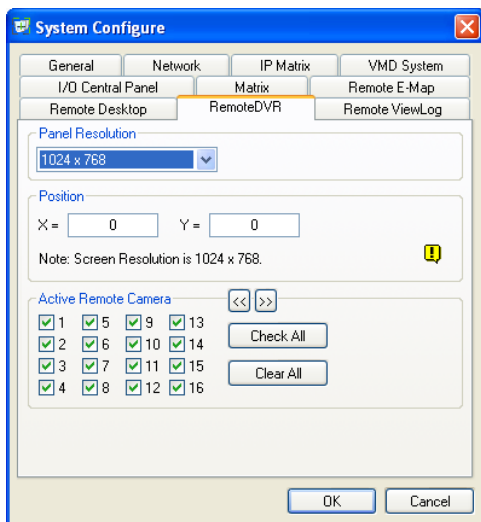 System Configure
General Network IP Matrix VMD System
I/O Central Panel Matrix Remote E-Map
Remote Desktop RemoteDVR Remote ViewLog
Panel Resolution
1024 x 768
Position
X = 0 Y = 0
Note: Screen Resolution is 1024 x 768.
Active Remote Camera << >>
1 5 9 13
2 6 10 14
3 7 11 15
4 8 12 16
Check All
Clear All
OK Cancel